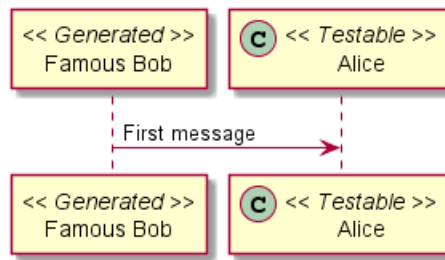 << Generated >>
Famous Bob
C << Testable >>
Alice
First message
<< Generated >>
Famous Bob
C << Testable >>
Alice